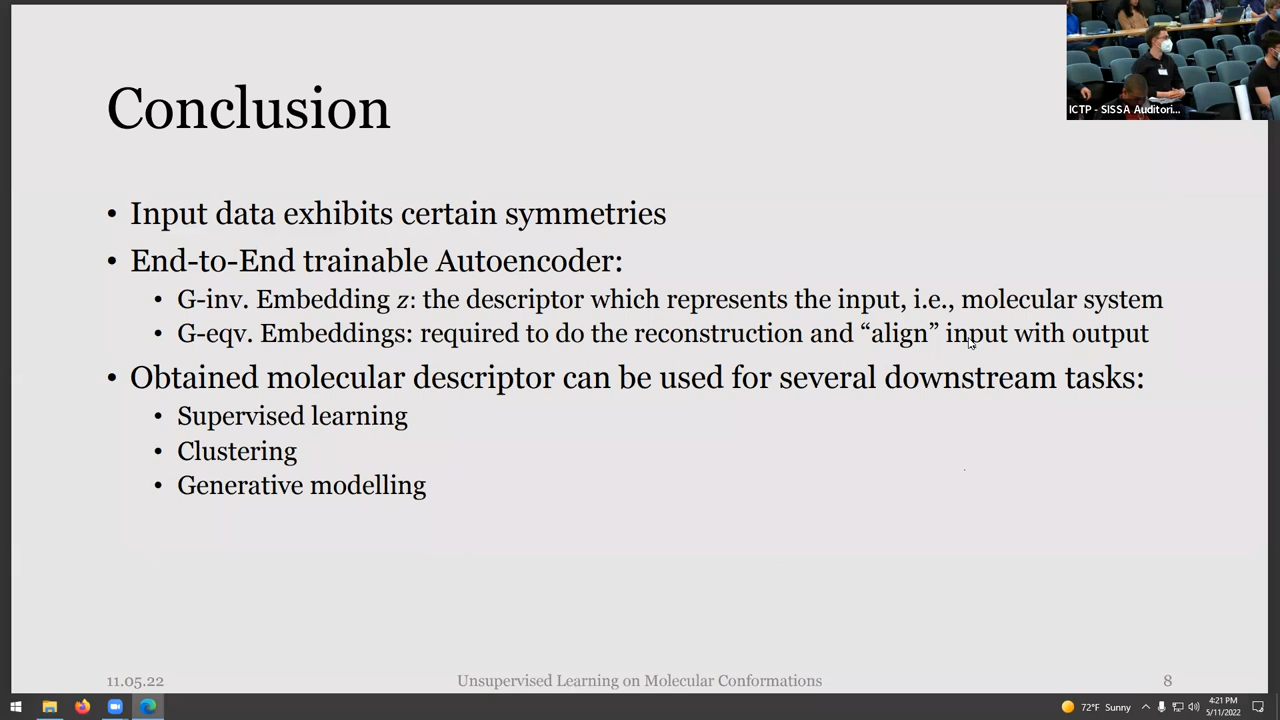 ICTP - SISSA Auditori...
Conclusion
• Input data exhibits certain symmetries
• End-to-End trainable Autoencoder:
• G-inv. Embedding z: the descriptor which represents the input, i.e., molecular system
• G-eqv. Embeddings: required to do the reconstruction and “align” input with output
• Obtained molecular descriptor can be used for several downstream tasks:
• Supervised learning
• Clustering
• Generative modelling
11.05.22 Unsupervised Learning on Molecular Conformations 8
72°F Sunny
4:21 PM
5/11/2022